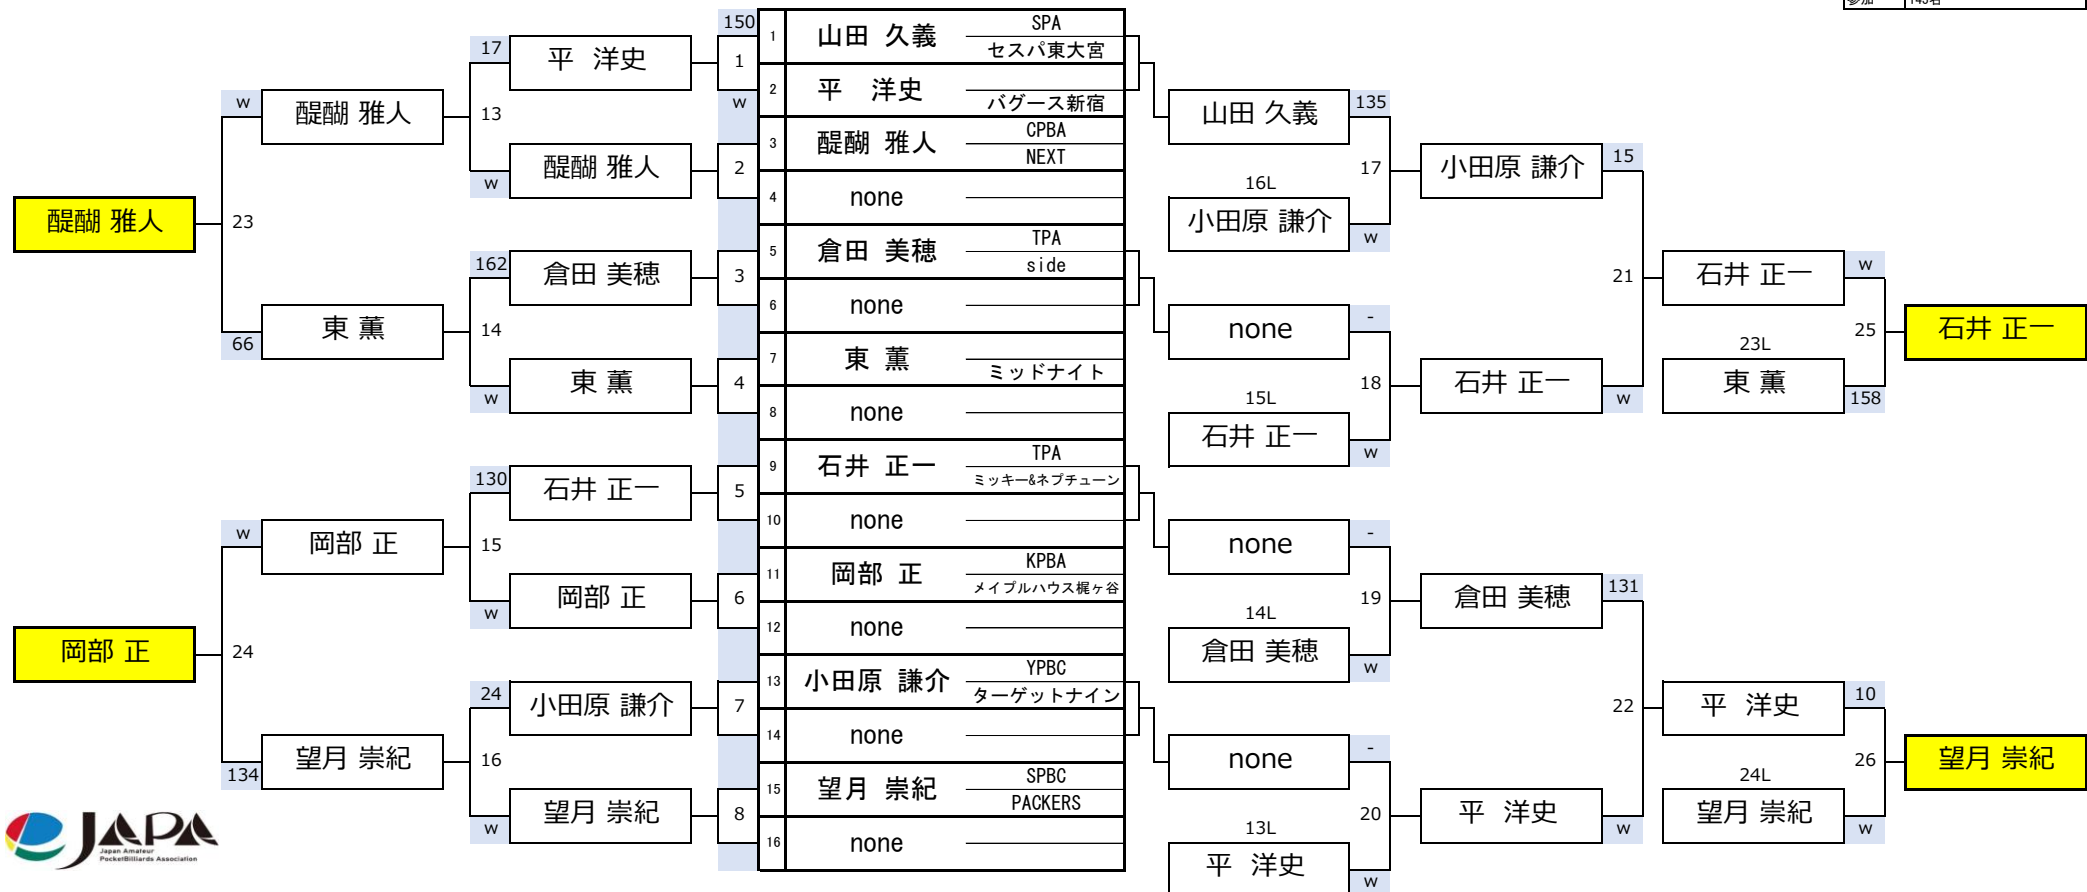 参加 145名
150
1 山田 久義 SPA
セスパ東大宮
17 平 洋史 1
2 平 洋史
バグース新宿
w 醍醐 雅人 13 w
山田 久義 135
3 醍醐 雅人 CPBA
NEXT
w 醍醐 雅人 2
17 小田原 謙介 15
4 none
16L
小田原 謙介 w
醍醐 雅人 23
5 倉田 美穂 TPA
side
162 倉田 美穂 3
21 石井 正一 w
6 none
66 東 薫 14
none -
石井 正一
25
7 東 薫
ミッドナイト
23L
w 東 薫 4
18 石井 正一 w
東 薫 158
8 none
15L
石井 正一 w
9 石井 正一 TPA
ミッキー&ネプチューン
130 石井 正一 5
10 none
w 岡部 正 15
none -
11 岡部 正 KPBA
メイプルハウス梶ヶ谷
w 岡部 正 6
19 倉田 美穂 131
12 none
14L
倉田 美穂 w
岡部 正 24
13 小田原 謙介 YPBC
ターゲットナイン
24 小田原 謙介 7
22 平 洋史 10
14 none
134 望月 崇紀 16
none -
望月 崇紀
26
15 望月 崇紀 SPBC
PACKERS
24L
w 望月 崇紀 8
20 平 洋史 w
望月 崇紀 w
16 none
13L
平 洋史 w
JAPA
Japan Amateur
PocketBilliards Association